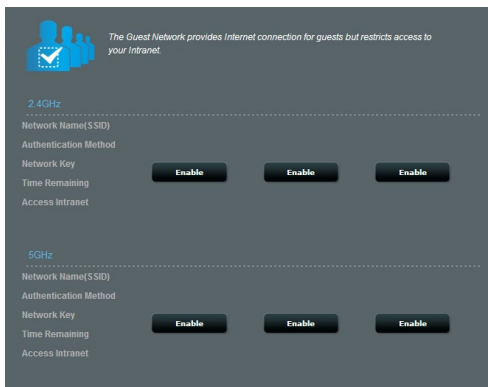 The Guest Network provides Internet connection for guests but restricts access to
your Intranet.
2.4GHz
Network Name(SSID)
Authentication Method
Network Key
Enable Enable Enable
Time Remaining
Access Intranet
5GHz
Network Name(SSID)
Authentication Method
Network Key
Enable Enable Enable
Time Remaining
Access Intranet